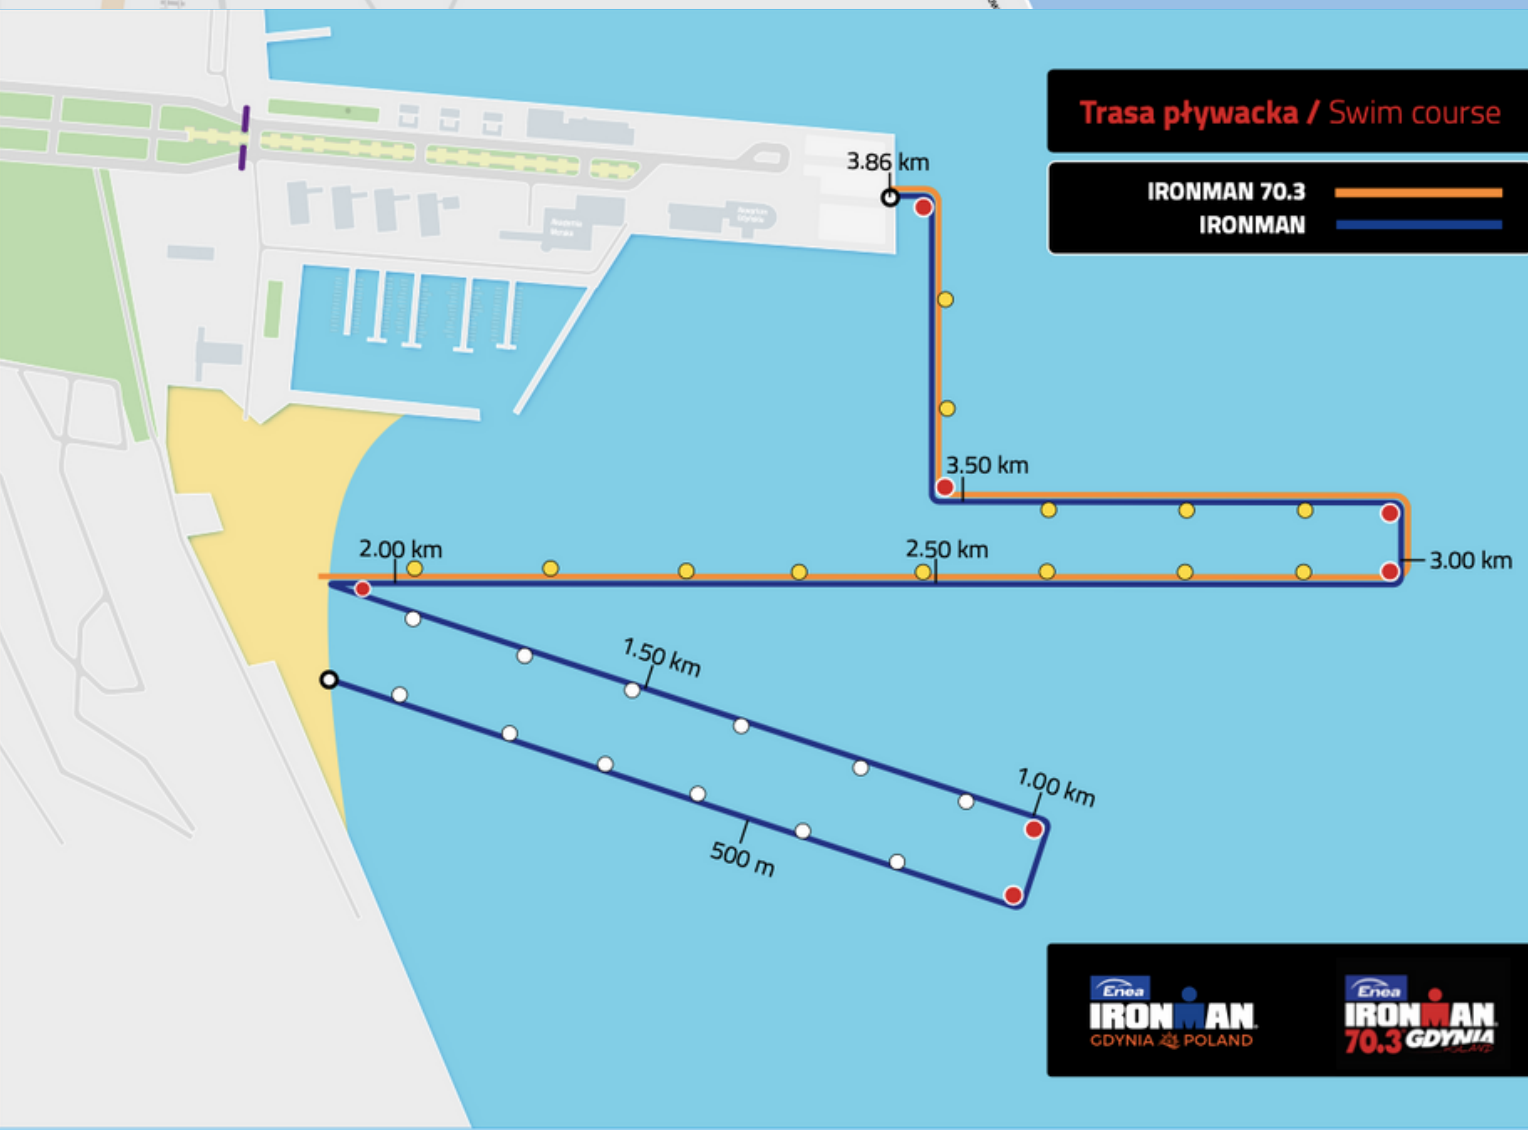 Trasa pływacka / Swim course
IRONMAN 70.3
IRONMAN
3.86 km
3.50 km
3.00 km
2.00 km
2.50 km
1.50 km
1.00 km
500 m
Enea
IRONMAN
GDYNIA POLAND
Enea
IRONMAN
70.3 GDYNIA
POLAND